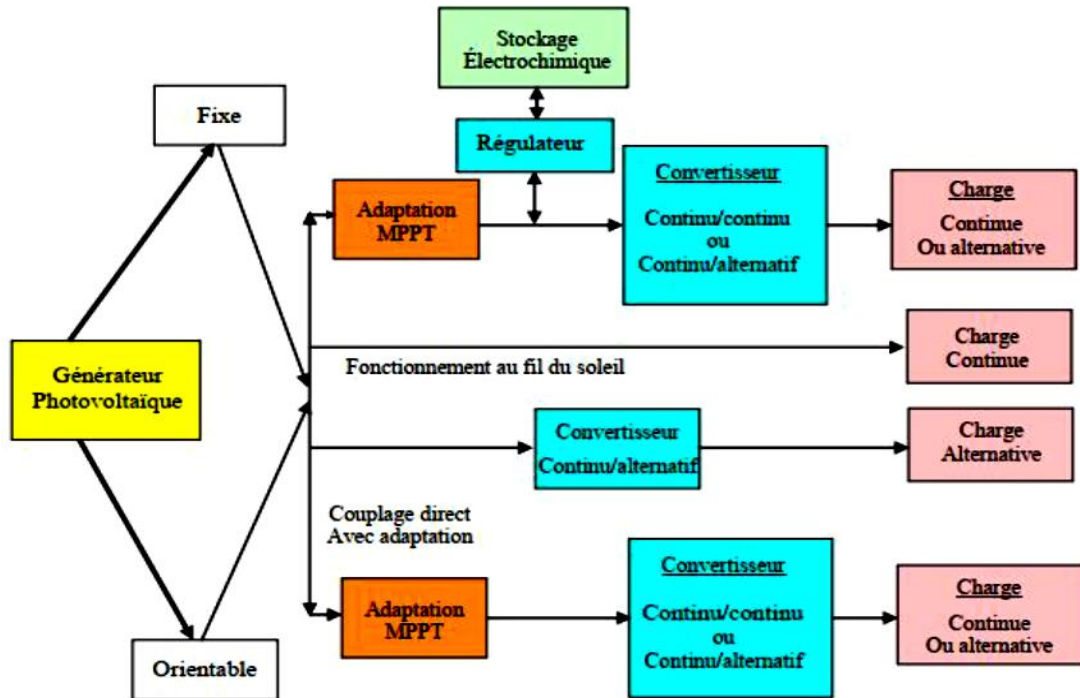 Stockage
Électrochimique
Fixe
Régulateur
Convertisseur
Continu/continu
ou
Continu/alternatif
Charge
Continue
Ou alternative
Adaptation
MPPT
Générateur
Photovoltaïque
Fonctionnement au fil du soleil
Charge
Continue
Convertisseur
Continu/alternatif
Charge
Alternative
Couplage direct
Avec adaptation
Adaptation
MPPT
Convertisseur
Continu/continu
ou
Continu/alternatif
Charge
Continue
Ou alternative
Orientable